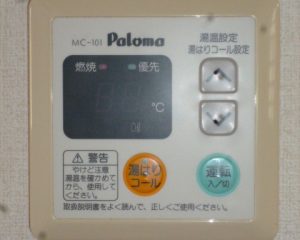 MC-101 Paloma
湯温設定
湯はりコール設定
燃焼 優先
℃
警告
やけど注意
湯温を確かめて
から、使用して
ください
湯はり
コール
運転
入/切
取扱説明書をよく読んで、正しくご使用ください。